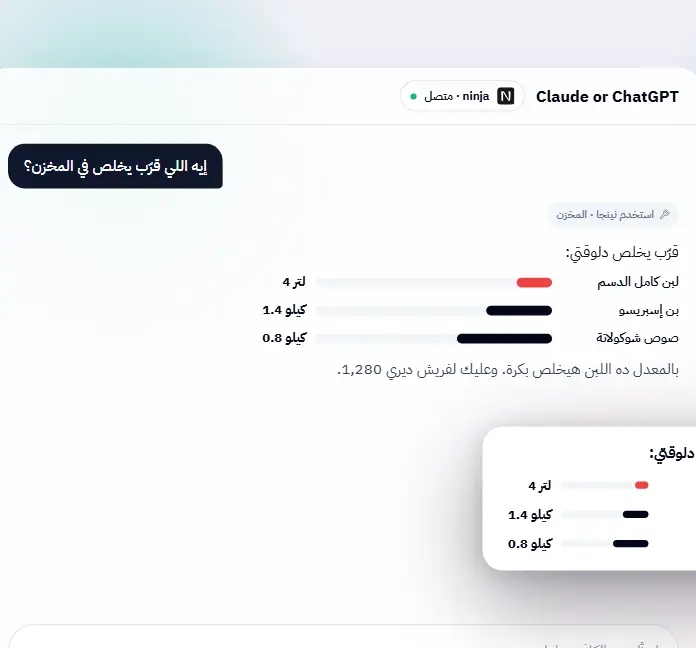 Claude or ChatGPT
ninja · متصل
إيه اللي قرّب يخلص في المخزن؟
استخدم نينجا · المخزن
قرّب يخلص دلوقتي:
لبن كامل الدسم 4 لتر
بن إسبريسو 1.4 كيلو
صوص شوكولاتة 0.8 كيلو
بالمعدل ده اللبن هيخلص بكرة. وعليك لفريش ديري 1,280.
دلوقتي:
4 لتر
1.4 كيلو
0.8 كيلو